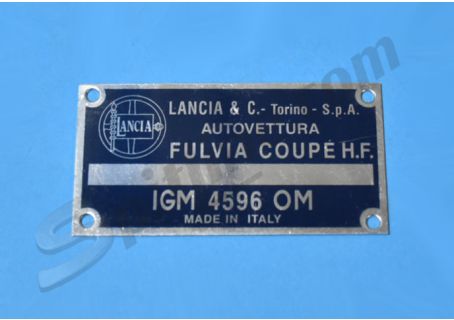 LANCIA & C.- Torino - S.p.A.
LANCIA
AUTOVETTURA
FULVIA COUPÉ H.F.
IGM 4596 OM
MADE IN ITALY